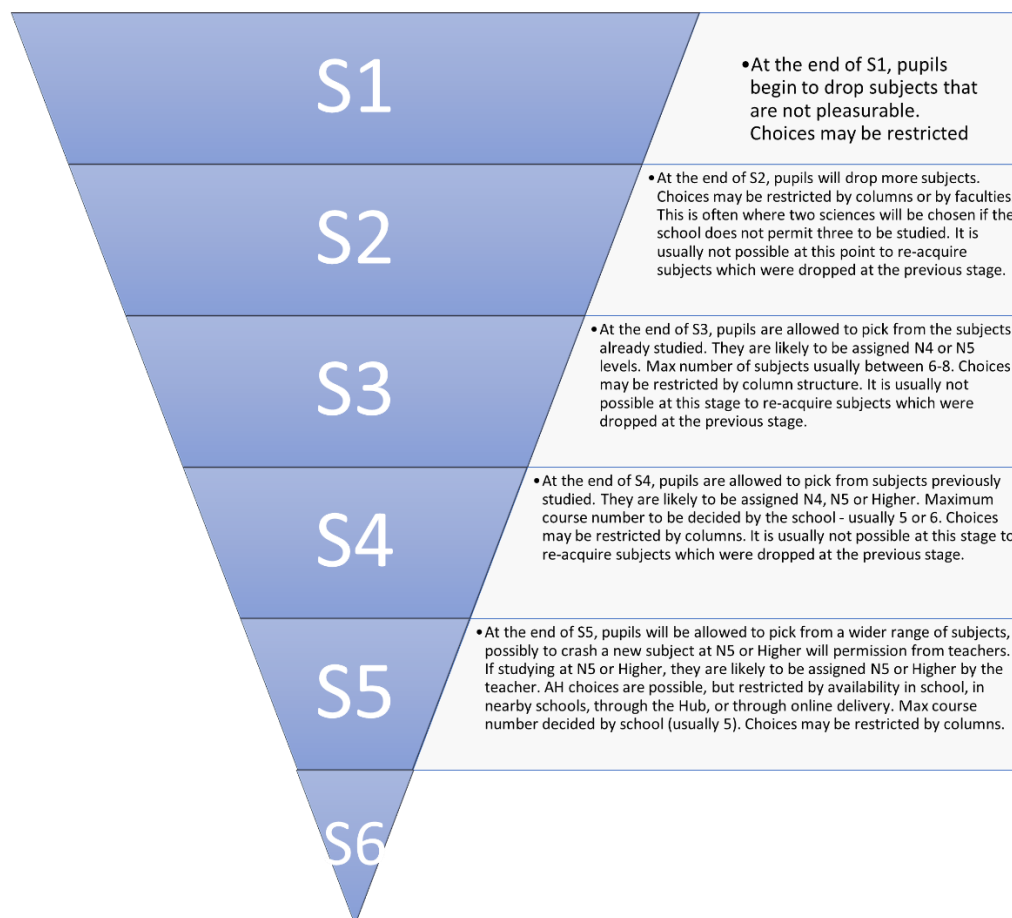 S1
•At the end of S1, pupils
begin to drop subjects that
are not pleasurable.
Choices may be restricted
S2
•At the end of S2, pupils will drop more subjects.
Choices may be restricted by columns or by faculties
This is often where two sciences will be chosen if the
school does not permit three to be studied. It is
usually not possible at this point to re-acquire
subjects which were dropped at the previous stage.
S3
•At the end of S3, pupils are allowed to pick from the subjects
already studied. They are likely to be assigned N4 or N5
levels. Max number of subjects usually between 6-8. Choices
may be restricted by column structure. It is usually not
possible at this stage to re-acquire subjects which were
dropped at the previous stage.
S4
•At the end of S4, pupils are allowed to pick from subjects previously
studied. They are likely to be assigned N4, N5 or Higher. Maximum
course number to be decided by the school - usually 5 or 6. Choices
may be restricted by columns. It is usually not possible at this stage to
re-acquire subjects which were dropped at the previous stage.
S5
•At the end of S5, pupils will be allowed to pick from a wider range of subjects,
possibly to crash a new subject at N5 or Higher will permission from teachers.
If studying at N5 or Higher, they are likely to be assigned N5 or Higher by the
teacher. AH choices are possible, but restricted by availability in school, in
nearby schools, through the Hub, or through online delivery. Max course
number decided by school (usually 5). Choices may be restricted by columns.
S6